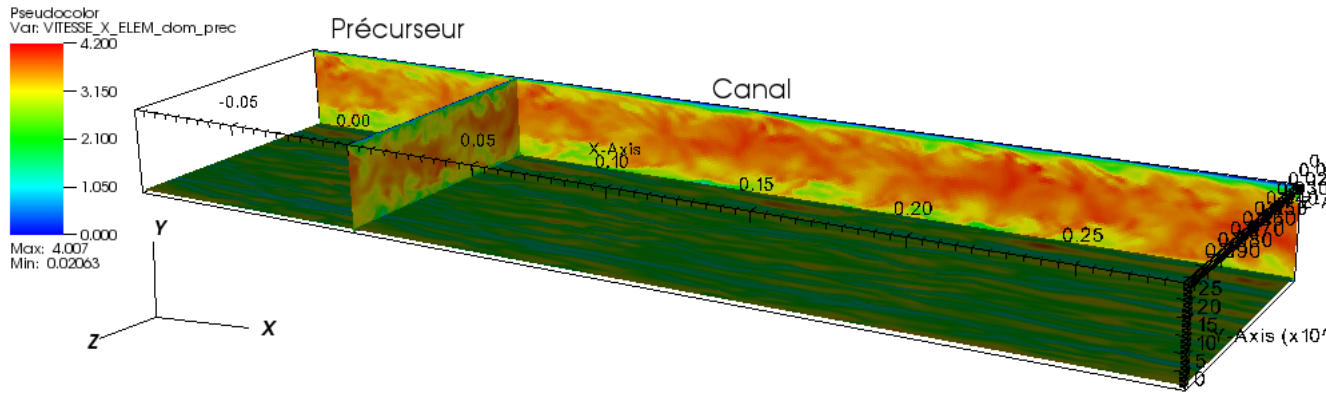 Pseudocolor
Var: VITESSE_X_ELEM_dom_prec
4.200
3.150
2.100
1.050
0.000
Max: 4.007
Min: 0.02063
Précurseur
Canal
-0.05
0.00
0.05
X-Axis
0.10
0.15
0.20
0.25
25
20
15
10
5
0
Y
Z
X